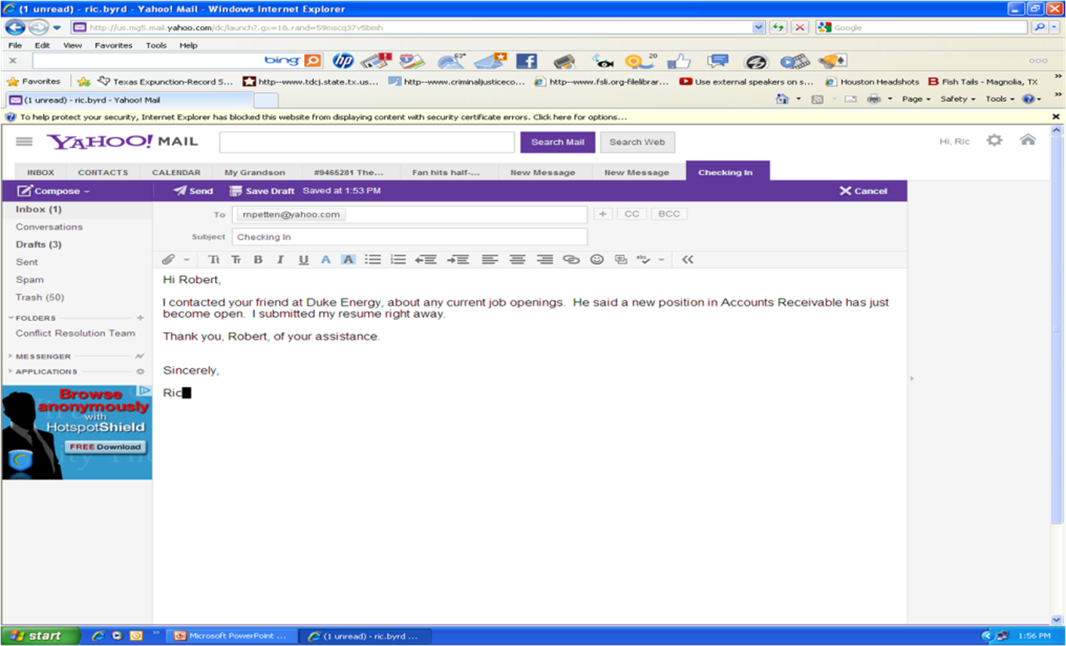 (1 unread) - ric.byrd - Yahoo! Mail - Windows Internet Explorer
http://us.mg5.mail.yahoo.com/dc/launch?.gx=1&.rand=59mscq37v5bmh
Google
File Edit View Favorites Tools Help
bing hp 63° 20
Favorites Texas Expunction-Record S... http--www.tdcj.state.tx.us... http--www.criminaljusticeco... http--www.fsli.org-filelibrar... Use external speakers on s... Houston Headshots Fish Tails - Magnolia, TX
(1 unread) - ric.byrd - Yahoo! Mail
Page Safety Tools
To help protect your security, Internet Explorer has blocked this website from displaying content with security certificate errors. Click here for options...
YAHOO! MAIL Search Mail Search Web Hi, Ric
INBOX CONTACTS CALENDAR My Grandson #9465281 The... Fan hits half-... New Message New Message Checking In
Compose Send Save Draft Saved at 1:53 PM Cancel
Inbox (1)
Conversations
Drafts (3)
Sent
Spam
Trash (50)
FOLDERS
Conflict Resolution Team
MESSENGER
APPLICATIONS
Browse
anonymously
with
HotspotShield
FREE Download
To mpetten@yahoo.com + CC BCC
Subject Checking In
Hi Robert,
I contacted your friend at Duke Energy, about any current job openings. He said a new position in Accounts Receivable has just
become open. I submitted my resume right away.
Thank you, Robert, of your assistance.
Sincerely,
Ric
start Microsoft PowerPoint ... (1 unread) - ric.byrd ... 1:56 PM